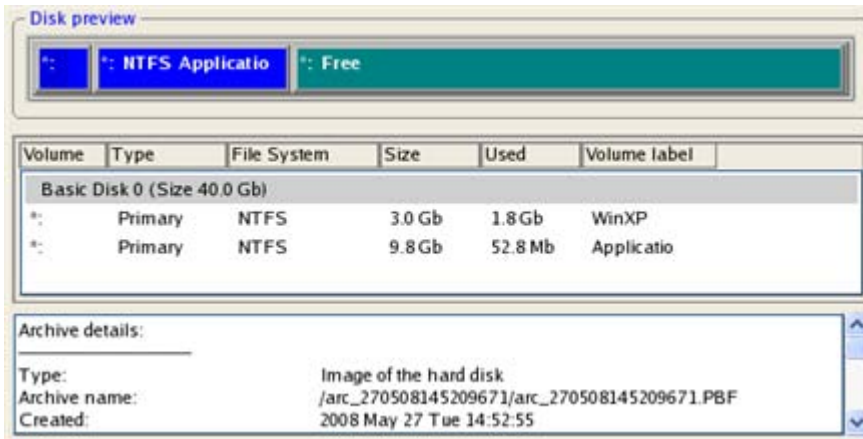 Disk preview
*: *: NTFS Applicatio *: Free
Volume Type File System Size Used Volume label
Basic Disk 0 (Size 40.0 Gb)
*: Primary NTFS 3.0 Gb 1.8 Gb WinXP
*: Primary NTFS 9.8 Gb 52.8 Mb Applicatio
Archive details:
Type: Image of the hard disk
Archive name: /arc_270508145209671/arc_270508145209671.PBF
Created: 2008 May 27 Tue 14:52:55